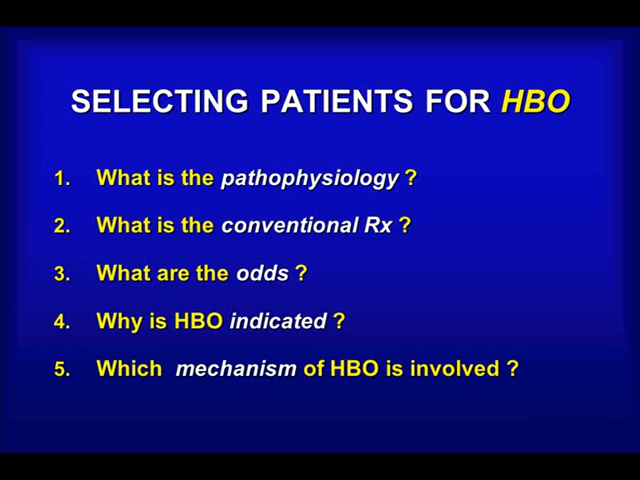 SELECTING PATIENTS FOR HBO
1. What is the pathophysiology ?
2. What is the conventional Rx ?
3. What are the odds ?
4. Why is HBO indicated ?
5. Which mechanism of HBO is involved ?